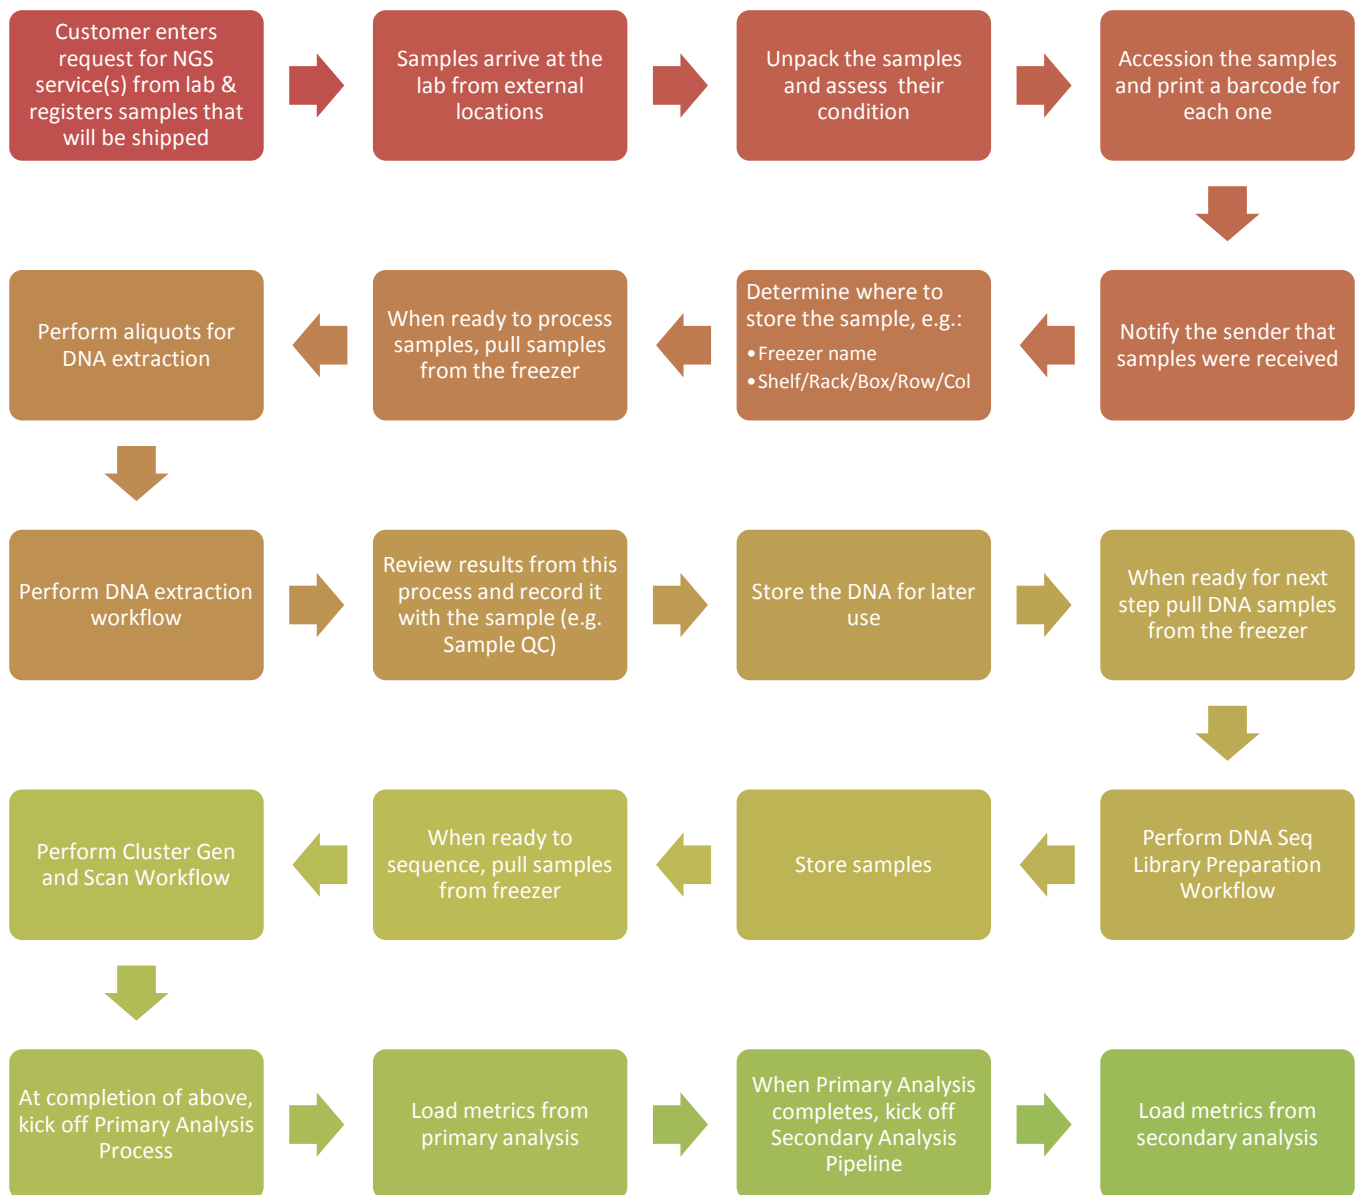 Customer enters
request for NGS
service(s) from lab &
registers samples that
will be shipped
Samples arrive at the
lab from external
locations
Unpack the samples
and assess  their
condition
Accession the samples
and print a barcode for
each one
Notify the sender that
samples were received
Determine where to
store the sample, e.g.:
•Freezer name
•Shelf/Rack/Box/Row/Col
When ready to process
samples, pull samples
from the freezer
Perform aliquots for
DNA extraction
Perform DNA extraction
workflow
Review results from this
process and record it
with the sample (e.g.
Sample QC)
Store the DNA for later
use
When ready for next
step pull DNA samples
from the freezer
Perform DNA Seq
Library Preparation
Workflow
Store samples
When ready to
sequence, pull samples
from freezer
Perform Cluster Gen
and Scan Workflow
At completion of above,
kick off Primary Analysis
Process
Load metrics from
primary analysis
When Primary Analysis
completes, kick off
Secondary Analysis
Pipeline
Load metrics from
secondary analysis